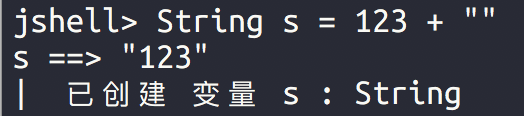 jshell> String s = 123 + ""
s ==> "123"
|  已创建 变量 s : String